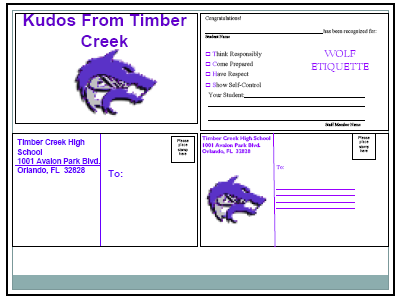 Kudos From Timber
Creek
Congratulations!
has been recognized for:
Student Name
Think Responsibly
Come Prepared
Have Respect
Show Self-Control
Your Student
WOLF
ETIQUETTE
Staff Member Name
Timber Creek High
School
1001 Avalon Park Blvd.
Orlando, FL 32828
To:
Please
place
stamp
here
Timber Creek High School
1001 Avalon Park Blvd.
Orlando, FL 32828
To:
Please
place
stamp
here